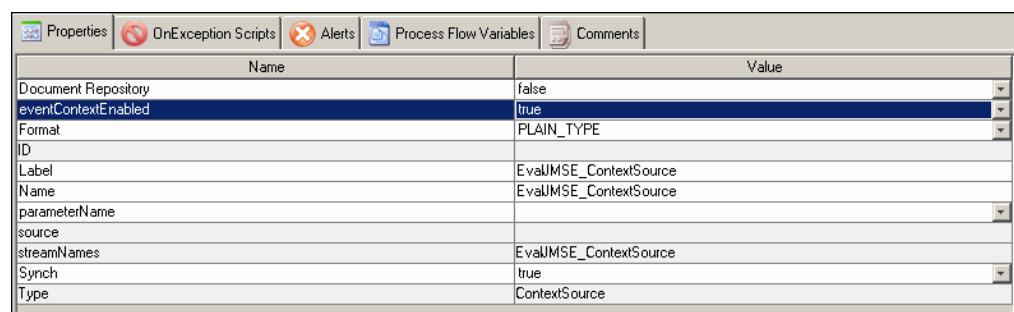 Properties OnException Scripts Alerts Process Flow Variables Comments
Name Value
Document Repository false
eventContextEnabled true
Format PLAIN_TYPE
ID
Label EvalJMSE_ContextSource
Name EvalJMSE_ContextSource
parameterName
source
streamNames EvalJMSE_ContextSource
Synch true
Type ContextSource